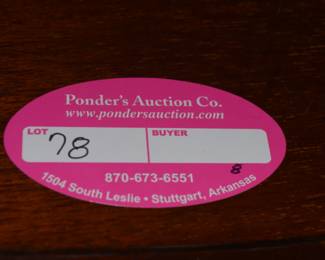 Ponder's Auction Co.
www.pondersauction.com
LOT BUYER
78
870-673-6551
8
1504 South Leslie • Stuttgart, Arkansas